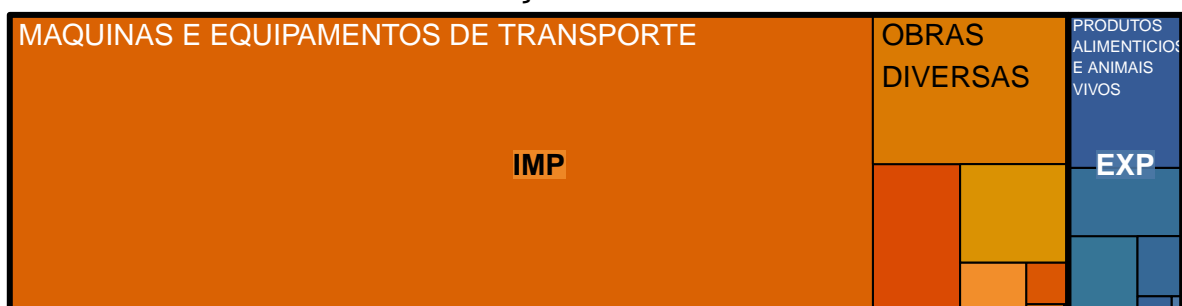 MAQUINAS E EQUIPAMENTOS DE TRANSPORTE
IMP
OBRAS
DIVERSAS
PRODUTOS
ALIMENTICIOS
E ANIMAIS
VIVOS
EXP